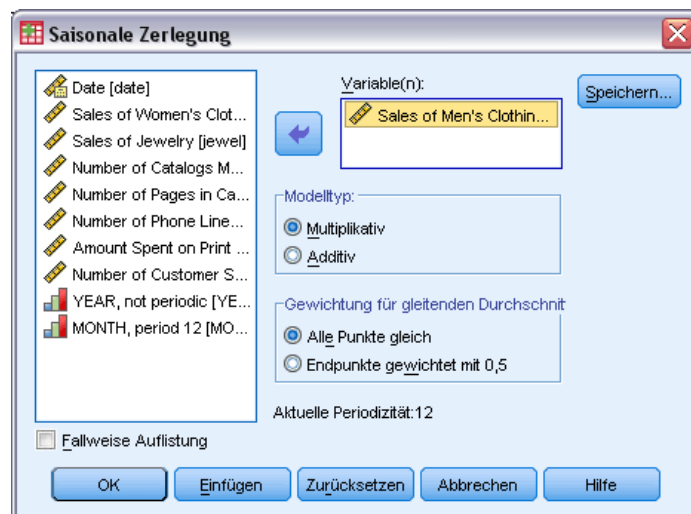 Saisonale Zerlegung
Date [date]
Sales of Women's Clot...
Sales of Jewelry [jewel]
Number of Catalogs M...
Number of Pages in Ca...
Number of Phone Line...
Amount Spent on Print ...
Number of Customer S...
YEAR, not periodic [YE...
MONTH, period 12 [MO...
Fallweise Auflistung
Variable(n):
Sales of Men's Clothin...
Speichern...
Modelltyp:
Multiplikativ
Additiv
Gewichtung für gleitenden Durchschnit
Alle Punkte gleich
Endpunkte gewichtet mit 0,5
Aktuelle Periodizität:12
OK
Einfügen
Zurücksetzen
Abbrechen
Hilfe